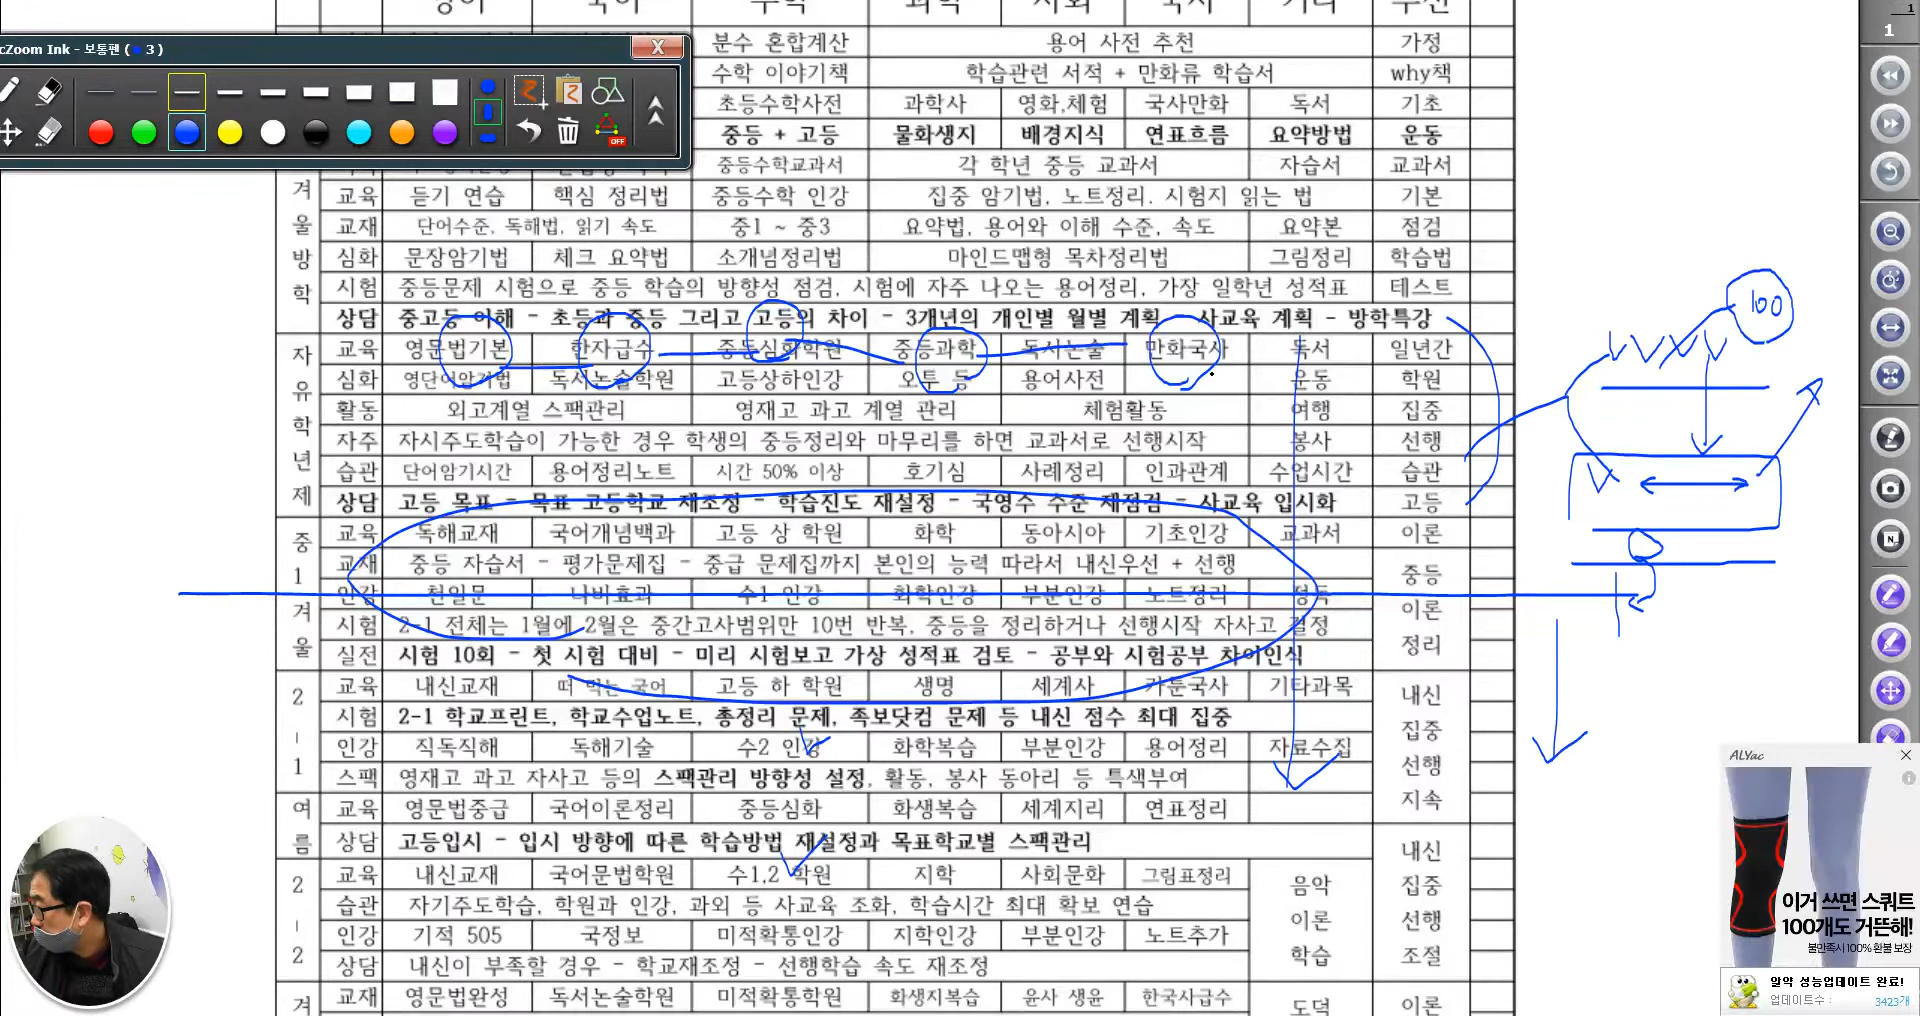 영어 국어 수학 과학 사회 국사 기타 우선
cZoom Ink - 보통펜 ( 3 )
X
OFF
분수 혼합계산 용어 사전 추천 가정
수학 이야기책 학습관련 서적 + 만화류 학습서 why책
초등수학사전 과학사 영화,체험 국사만화 독서 기초
중등 + 고등 물화생지 배경지식 연표흐름 요약방법 운동
중등수학교과서 각 학년 중등 교과서 자습서 교과서
겨울방학
교육 듣기 연습 핵심 정리법 중등수학 인강 집중 암기법, 노트정리. 시험지 읽는 법 기본
교재 단어수준, 독해법, 읽기 속도 중1 ~ 중3 요약법, 용어와 이해 수준, 속도 요약본 점검
심화 문장암기법 체크 요약법 소개념정리법 마인드맵형 목차정리법 그림정리 학습법
시험 중등문제 시험으로 중등 학습의 방향성 점검, 시험에 자주 나오는 용어정리, 가장 일학년 성적표 테스트
상담 중고등 이해 - 초등과 중등 그리고 고등의 차이 - 3개년의 개인별 월별 계획 - 사교육 계획 - 방학특강
자유학년제
교육 영문법기본 한자급수 중등심화학원 중등과학 독서논술 만화국사 독서 일년간
심화 영단어암기법 독서논술학원 고등상하인강 오투 등 용어사전 운동 학원
활동 외고계열 스팩관리 영재고 과고 계열 관리 체험활동 여행 집중
자주 자시주도학습이 가능한 경우 학생의 중등정리와 마무리를 하면 교과서로 선행시작 봉사 선행
습관 단어암기시간 용어정리노트 시간 50% 이상 호기심 사례정리 인과관계 수업시간 습관
상담 고등 목표 - 목표 고등학교 재조정 - 학습진도 재설정 - 국영수 수준 재점검 - 사교육 입시화 고등
중1겨울
교육 독해교재 국어개념백과 고등 상 학원 화학 동아시아 기초인강 교과서 이론
교재 중등 자습서 - 평가문제집 - 중급 문제집까지 본인의 능력 따라서 내신우선 + 선행 중등
인강 천일문 나비효과 수1 인강 화학인강 부분인강 노트정리 정독 이론
시험 2-1 전체는 1월에 2월은 중간고사범위만 10번 반복, 중등을 정리하거나 선행시작 자사고 결정 정리
실전 시험 10회 - 첫 시험 대비 - 미리 시험보고 가상 성적표 검토 - 공부와 시험공부 차이인식
2-1
교육 내신교재 떠 먹는 국어 고등 하 학원 생명 세계사 카툰국사 기타과목 내신
시험 2-1 학교프린트, 학교수업노트, 총정리 문제, 족보닷컴 문제 등 내신 점수 최대 집중 집중
인강 직독직해 독해기술 수2 인강 화학복습 부분인강 용어정리 자료수집 선행
스팩 영재고 과고 자사고 등의 스팩관리 방향성 설정, 활동, 봉사 동아리 등 특색부여 지속
여름
교육 영문법중급 국어이론정리 중등심화 화생복습 세계지리 연표정리
상담 고등입시 - 입시 방향에 따른 학습방법 재설정과 목표학교별 스팩관리 내신
2-2
교육 내신교재 국어문법학원 수1,2 학원 지학 사회문화 그림표정리 음악 집중
습관 자기주도학습, 학원과 인강, 과외 등 사교육 조화, 학습시간 최대 확보 연습 이론 선행
인강 기적 505 국정보 미적확통인강 지학인강 부분인강 노트추가 학습 조절
상담 내신이 부족할 경우 - 학교재조정 - 선행학습 속도 재조정
겨
교재 영문법완성 독서논술학원 미적확통학원 화생지복습 윤사 생윤 한국사급수 도덕 이론
100
1
1
ALYac
이거 쓰면 스쿼트
100개도 거뜬해!
불만족시 100% 환불 보장
알약 성능업데이트 완료!
업데이트수 : 3423개